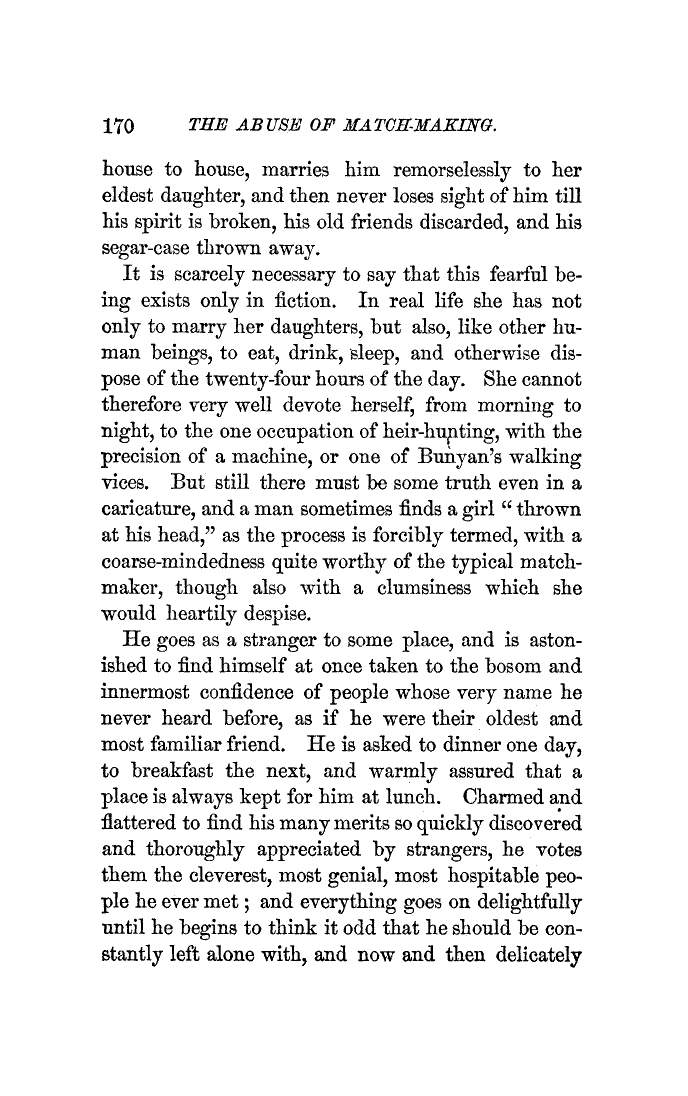 170 THE ABUSE OF MATCH-MAKING.
house to house, marries him remorselessly to her
eldest daughter, and then never loses sight of him till
his spirit is broken, his old friends discarded, and his
segar-case thrown away.
It is scarcely necessary to say that this fearful be-
ing exists only in fiction. In real life she has not
only to marry her daughters, but also, like other hu-
man beings, to eat, drink, sleep, and otherwise dis-
pose of the twenty-four hours of the day. She cannot
therefore very well devote herself, from morning to
night, to the one occupation of heir-hunting, with the
precision of a machine, or one of Bunyan's walking
vices. But still there must be some truth even in a
caricature, and a man sometimes finds a girl “ thrown
at his head,” as the process is forcibly termed, with a
coarse-mindedness quite worthy of the typical match-
maker, though also with a clumsiness which she
would heartily despise.
He goes as a stranger to some place, and is aston-
ished to find himself at once taken to the bosom and
innermost confidence of people whose very name he
never heard before, as if he were their oldest and
most familiar friend. He is asked to dinner one day,
to breakfast the next, and warmly assured that a
place is always kept for him at lunch. Charmed and
flattered to find his many merits so quickly discovered
and thoroughly appreciated by strangers, he votes
them the cleverest, most genial, most hospitable peo-
ple he ever met ; and everything goes on delightfully
until he begins to think it odd that he should be con-
stantly left alone with, and now and then delicately